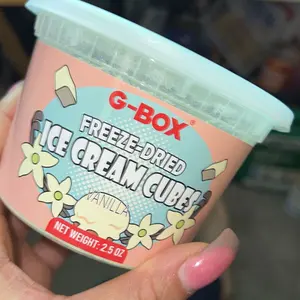 G-BOX
FREEZE-DRIED
ICE CREAM CUBES
VANILLA
NET WEIGHT: 2.5 OZ